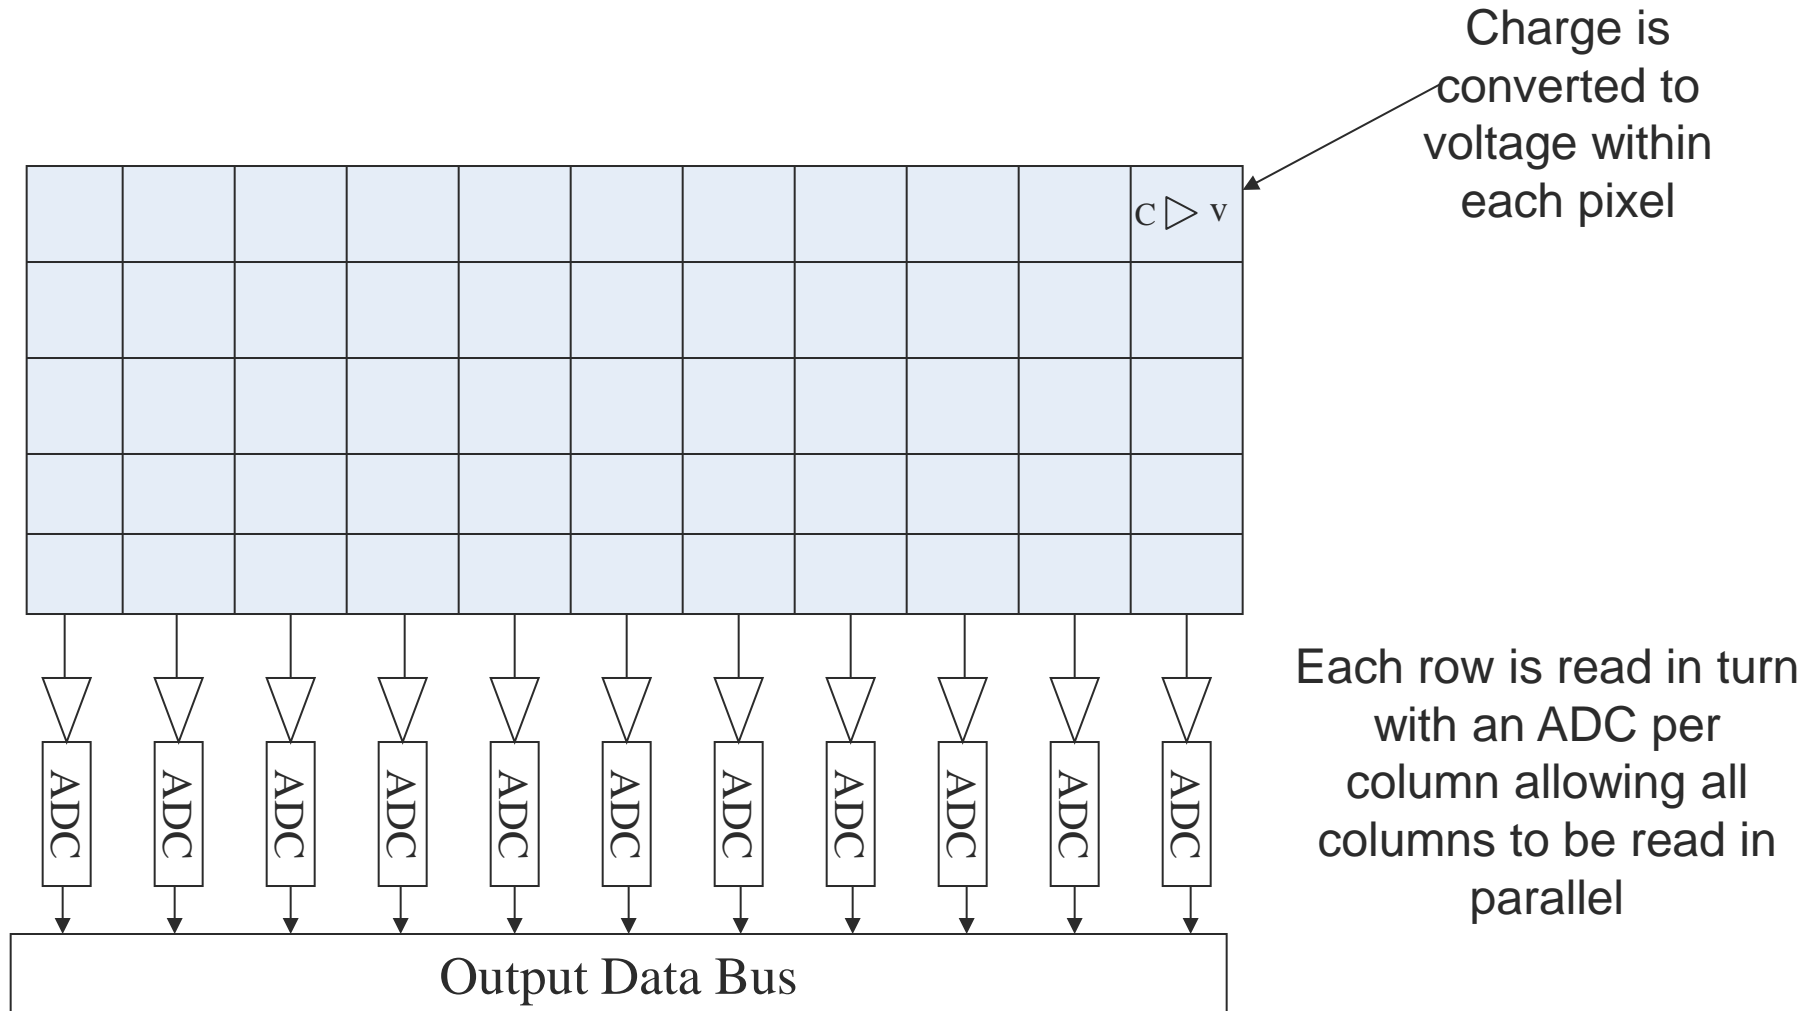 Charge is
converted to
voltage within
each pixel
C v
Each row is read in turn
with an ADC per
column allowing all
columns to be read in
parallel
ADC ADC ADC ADC ADC ADC ADC ADC ADC ADC ADC
Output Data Bus